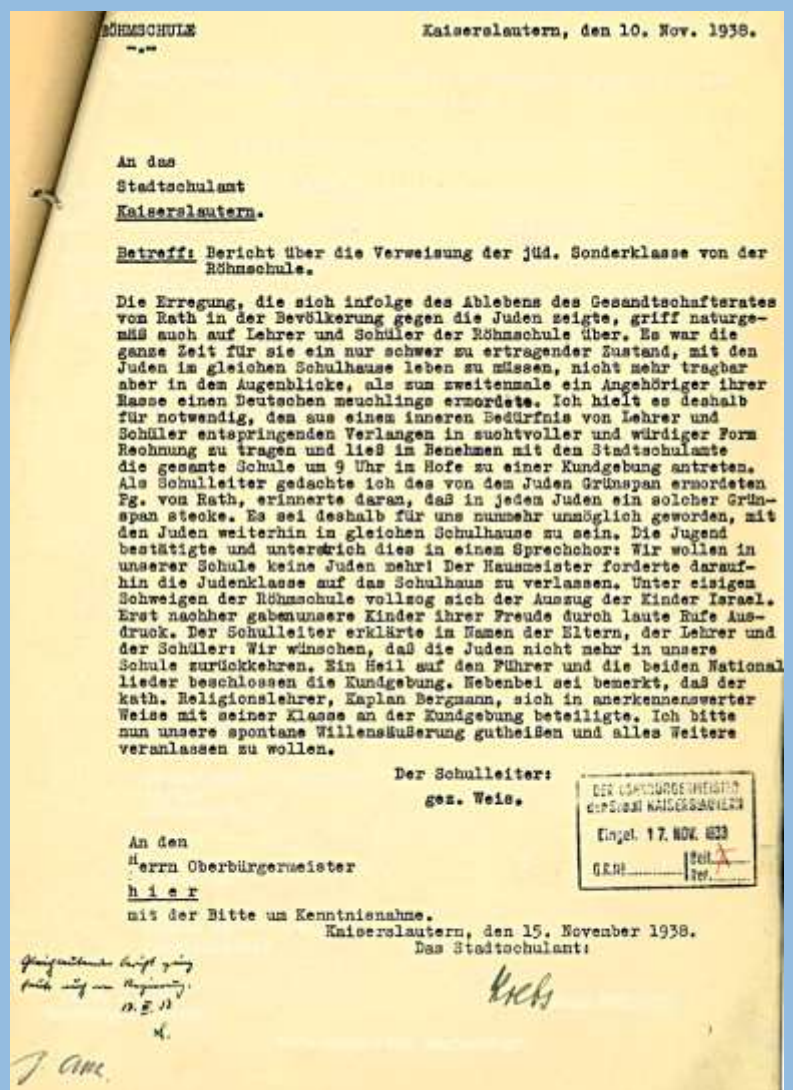 RÖHMSCHULE
Kaiserslautern, den 10. Nov. 1938.
An das
Stadtschulamt
Kaiserslautern.
Betreff: Bericht über die Verweisung der jüd. Sonderklasse von der
Röhmschule.
Die Erregung, die sich infolge des Ablebens des Gesandtschaftsrates
vom Rath in der Bevölkerung gegen die Juden zeigte, griff naturge-
mäß auch auf Lehrer und Schüler der Röhmschule über. Es war die
ganze Zeit für sie ein nur schwer zu ertragender Zustand, mit den
Juden im gleichen Schulhause leben zu müssen, nicht mehr tragbar
aber in dem Augenblicke, als zum zweitenmale ein Angehöriger ihrer
Rasse einen Deutschen meuchlings ermordete. Ich hielt es deshalb
für notwendig, dem aus einem inneren Bedürfnis von Lehrer und
Schüler entspringenden Verlangen in zuchtvoller und würdiger Form
Rechnung zu tragen und ließ im Benehmen mit dem Stadtschulamte
die gesamte Schule um 9 Uhr im Hofe zu einer Kundgebung antreten.
Als Schulleiter gedachte ich des von dem Juden Grünspan ermordeten
Pg. vom Rath, erinnerte daran, daß in jedem Juden ein solcher Grün-
span stecke. Es sei deshalb für uns nunmehr unmöglich geworden, mit
den Juden weiterhin im gleichen Schulhause zu sein. Die Jugend
bestätigte und unterstrich dies in einem Sprechchor: Wir wollen in
unserer Schule keine Juden mehr! Der Hausmeister forderte darauf-
hin die Judenklasse auf das Schulhaus zu verlassen. Unter eisigem
Schweigen der Röhmschule vollzog sich der Auszug der Kinder Israel.
Erst nachher gabenunsere Kinder ihrer Freude durch laute Rufe Aus-
druck. Der Schulleiter erklärte im Namen der Eltern, der Lehrer und
der Schüler: Wir wünschen, daß die Juden nicht mehr in unsere
Schule zurückkehren. Ein Heil auf den Führer und die beiden National
lieder beschlossen die Kundgebung. Nebenbei sei bemerkt, daß der
kath. Religionslehrer, Kaplan Bergmann, sich in anerkennenswerter
Weise mit seiner Klasse an der Kundgebung beteiligte. Ich bitte
nun unsere spontane Willensäußerung gutheißen und alles Weitere
veranlassen zu wollen.
Der Schulleiter:
gez. Weis.
DER OBERBÜRGERMEISTER
der Stadt KAISERSLAUTERN
Eingel. 17. NOV. 1938
G.R.Nr. Beil.
An den
Herrn Oberbürgermeister
hier
mit der Bitte um Kenntnisnahme.
Kaiserslautern, den 15. November 1938.
Das Stadtschulamt:
Krebs